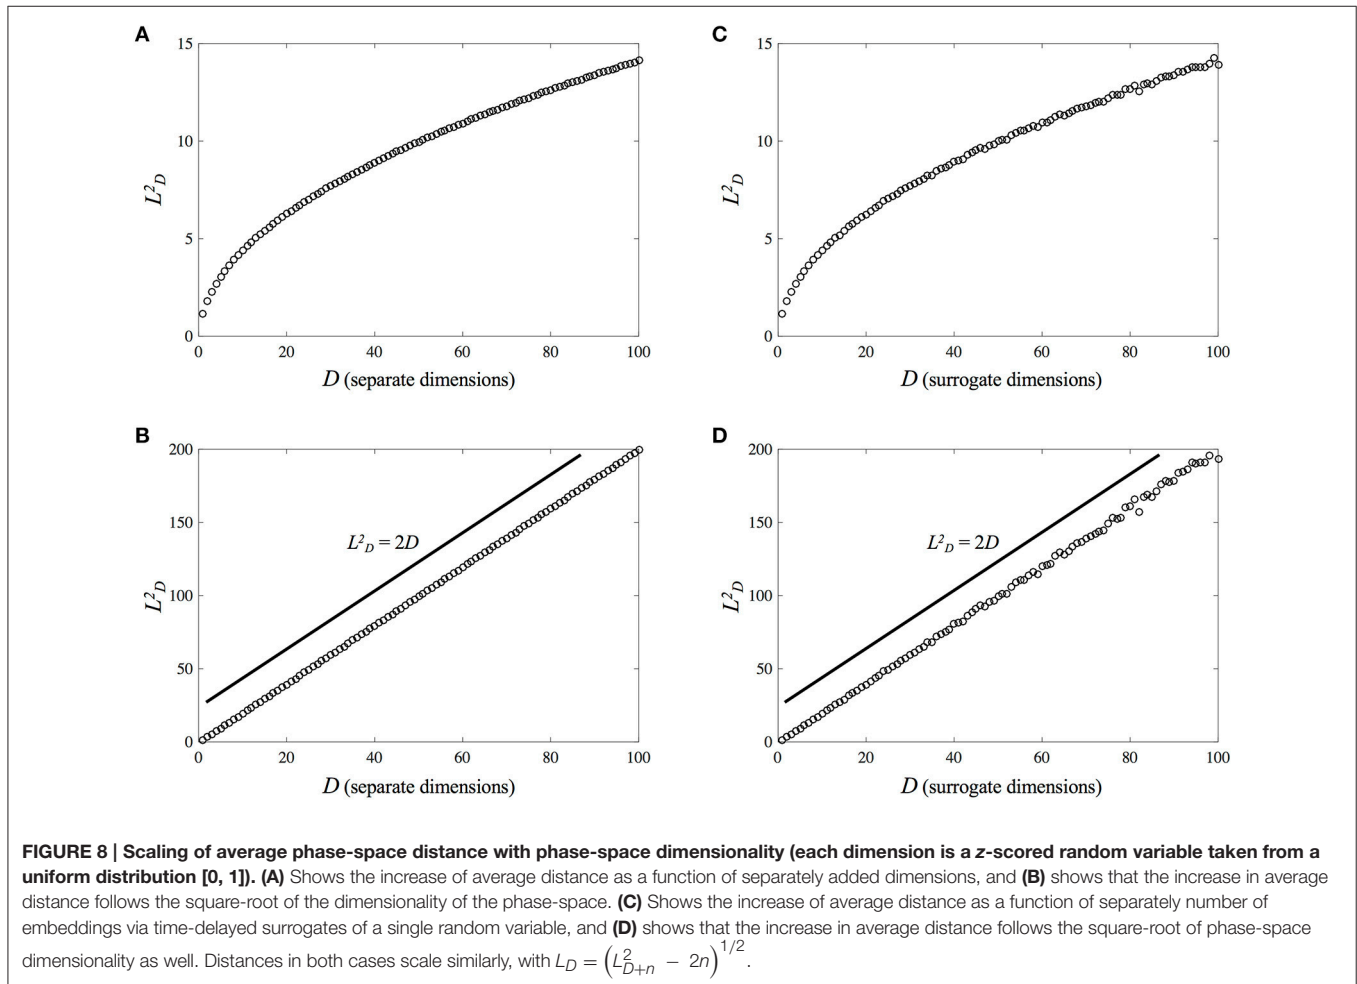 A
15
10
5
0
L²_D
0 20 40 60 80 100
D (separate dimensions)
C
15
10
5
0
L²_D
0 20 40 60 80 100
D (surrogate dimensions)
B
200
150
100
50
0
L²_D
L²_D = 2D
0 20 40 60 80 100
D (separate dimensions)
D
200
150
100
50
0
L²_D
L²_D = 2D
0 20 40 60 80 100
D (surrogate dimensions)
FIGURE 8 | Scaling of average phase-space distance with phase-space dimensionality (each dimension is a z-scored random variable taken from a
uniform distribution [0, 1]). (A) Shows the increase of average distance as a function of separately added dimensions, and (B) shows that the increase in average
distance follows the square-root of the dimensionality of the phase-space. (C) Shows the increase of average distance as a function of separately number of
embeddings via time-delayed surrogates of a single random variable, and (D) shows that the increase in average distance follows the square-root of phase-space
dimensionality as well. Distances in both cases scale similarly, with L_D = (L²_{D+n} − 2n)^{1/2}.